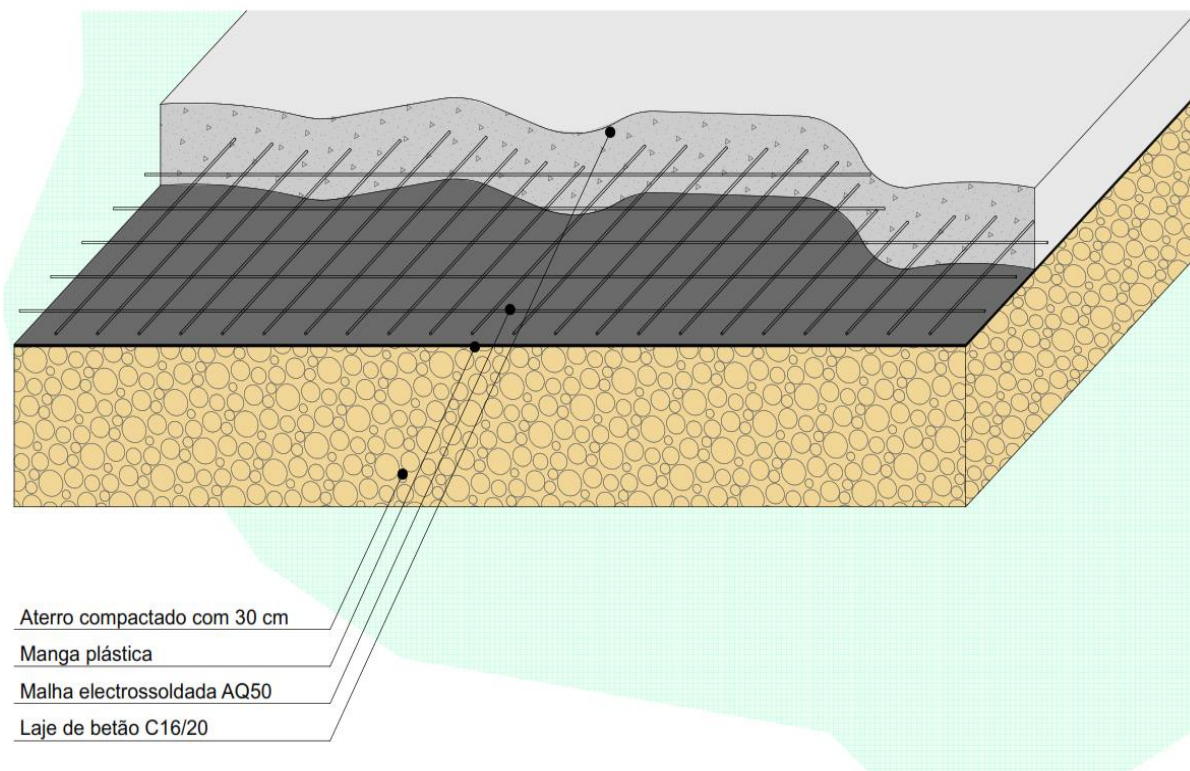 Aterro compactado com 30 cm
Manga plástica
Malha electrossoldada AQ50
Laje de betão C16/20